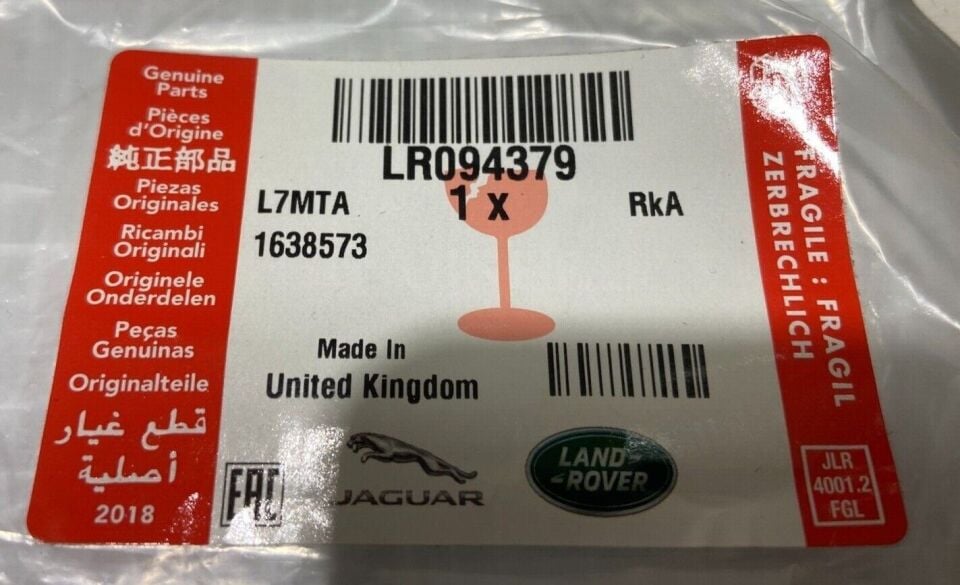 Genuine
Parts
Pièces
d'Origine
純正部品
Piezas
Originales
Ricambi
Originali
Originele
Onderdelen
Peças
Genuinas
Originalteile
قطع غيار
أصلية
2018
LR094379
L7MTA
1 x
RkA
1638573
Made In
United Kingdom
EAC
JAGUAR
LAND-
-ROVER
FRAGILE : FRAGIL
ZERBRECHLICH
JLR
4001.2
FGL